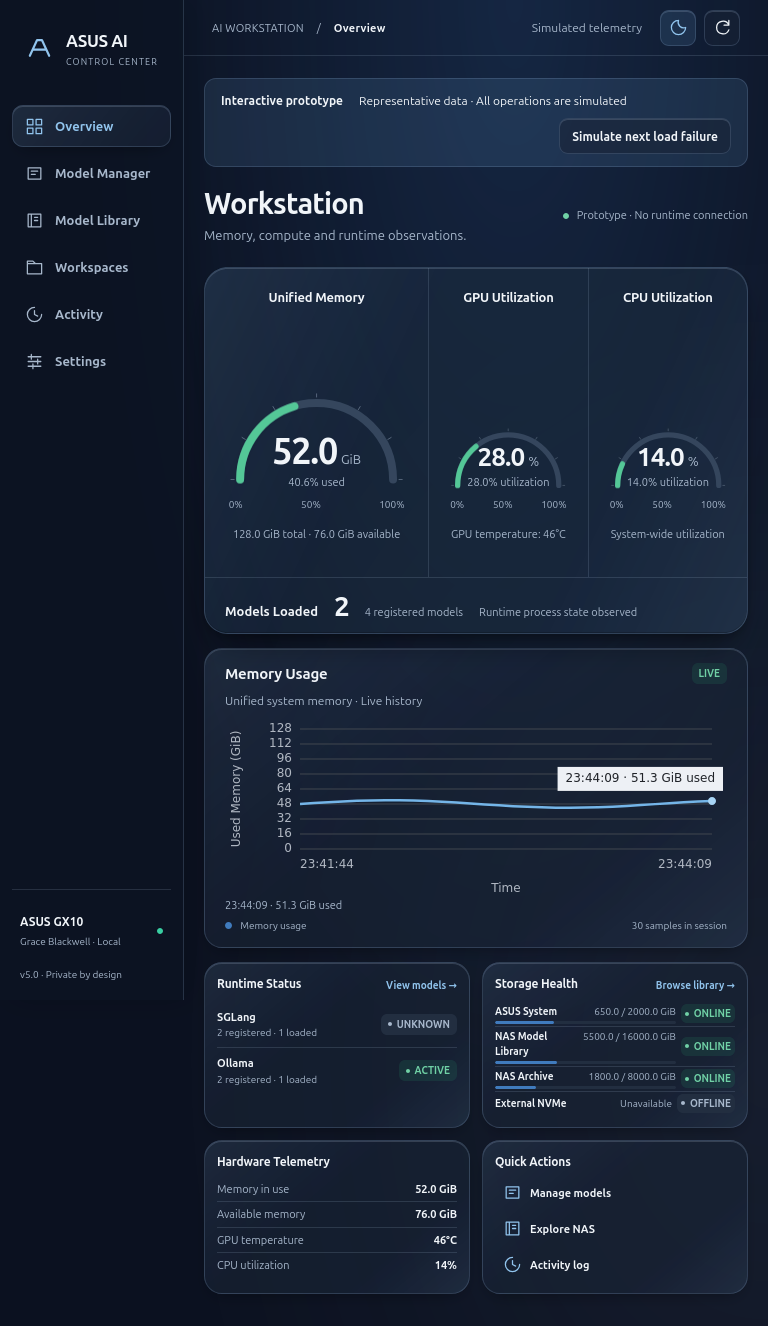 ASUS AI
CONTROL CENTER
Overview
Model Manager
Model Library
Workspaces
Activity
Settings
ASUS GX10
Grace Blackwell · Local
v5.0 · Private by design
AI WORKSTATION / Overview
Simulated telemetry
Interactive prototype Representative data · All operations are simulated
Simulate next load failure
Workstation
Memory, compute and runtime observations.
Prototype · No runtime connection
Unified Memory
52.0 GiB
40.6% used
0% 50% 100%
128.0 GiB total · 76.0 GiB available
GPU Utilization
28.0 %
28.0% utilization
0% 50% 100%
GPU temperature: 46°C
CPU Utilization
14.0 %
14.0% utilization
0% 50% 100%
System-wide utilization
Models Loaded 2 4 registered models Runtime process state observed
Memory Usage
LIVE
Unified system memory · Live history
Used Memory (GiB)
128
112
96
80
64
48
32
16
0
23:44:09 · 51.3 GiB used
23:41:44 23:44:09
Time
23:44:09 · 51.3 GiB used
Memory usage
30 samples in session
Runtime Status
View models →
SGLang
2 registered · 1 loaded
UNKNOWN
Ollama
2 registered · 1 loaded
ACTIVE
Storage Health
Browse library →
ASUS System 650.0 / 2000.0 GiB ONLINE
NAS Model
Library
5500.0 / 16000.0 GiB ONLINE
NAS Archive 1800.0 / 8000.0 GiB ONLINE
External NVMe Unavailable OFFLINE
Hardware Telemetry
Memory in use 52.0 GiB
Available memory 76.0 GiB
GPU temperature 46°C
CPU utilization 14%
Quick Actions
Manage models
Explore NAS
Activity log